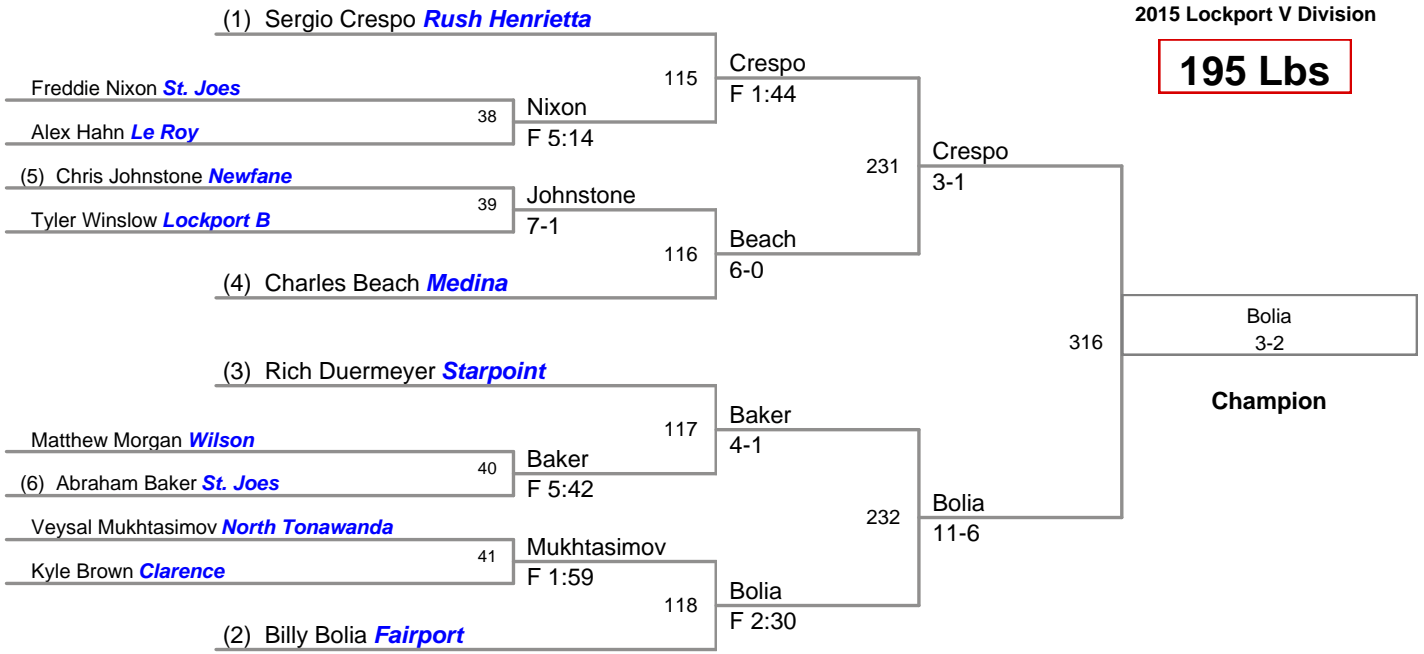 2015 Lockport V Division
195 Lbs
(1) Sergio Crespo Rush Henrietta
115
Crespo
F 1:44
Freddie Nixon St. Joes
38
Nixon
F 5:14
Alex Hahn Le Roy
231
Crespo
3-1
(5) Chris Johnstone Newfane
39
Johnstone
7-1
Tyler Winslow Lockport B
116
Beach
6-0
(4) Charles Beach Medina
316
Bolia
3-2
Champion
(3) Rich Duermeyer Starpoint
117
Baker
4-1
Matthew Morgan Wilson
40
Baker
F 5:42
(6) Abraham Baker St. Joes
232
Bolia
11-6
Veysal Mukhtasimov North Tonawanda
41
Mukhtasimov
F 1:59
Kyle Brown Clarence
118
Bolia
F 2:30
(2) Billy Bolia Fairport